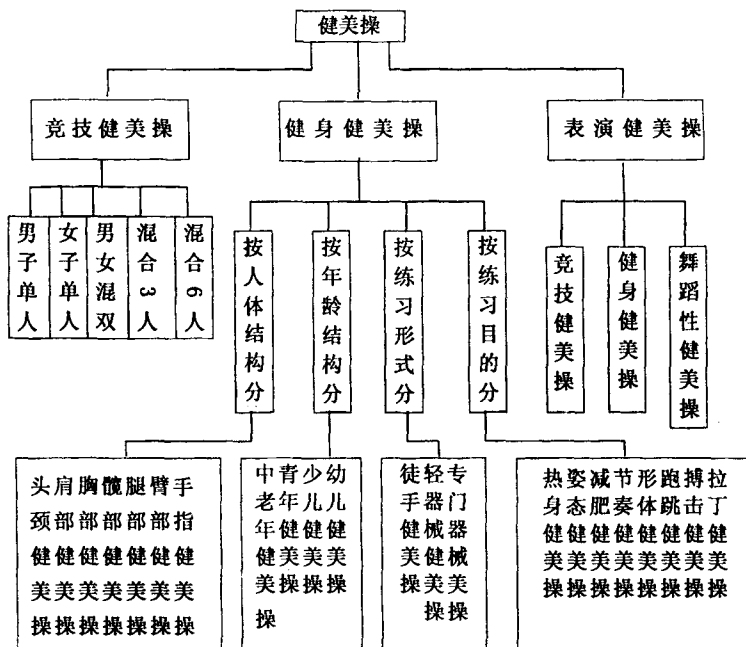 健美操
竞技健美操
健身健美操
表演健美操
男子单人
女子单人
男女混双
混合3人
混合6人
按人体结构分
按年龄结构分
按练习形式分
按练习目的分
竞技健美操
健身健美操
舞蹈性健美操
头颈健美操
肩部健美操
胸部健美操
髋部健美操
腿部健美操
臂部健美操
手指健美操
中老年健美操
青年健美操
少儿健美操
幼儿健美操
徒手健美操
轻器械健美操
专门器械美操
热身健美操
姿态健美操
减肥健美操
节奏健美操
形体健美操
跑跳健美操
搏击健美操
拉丁健美操